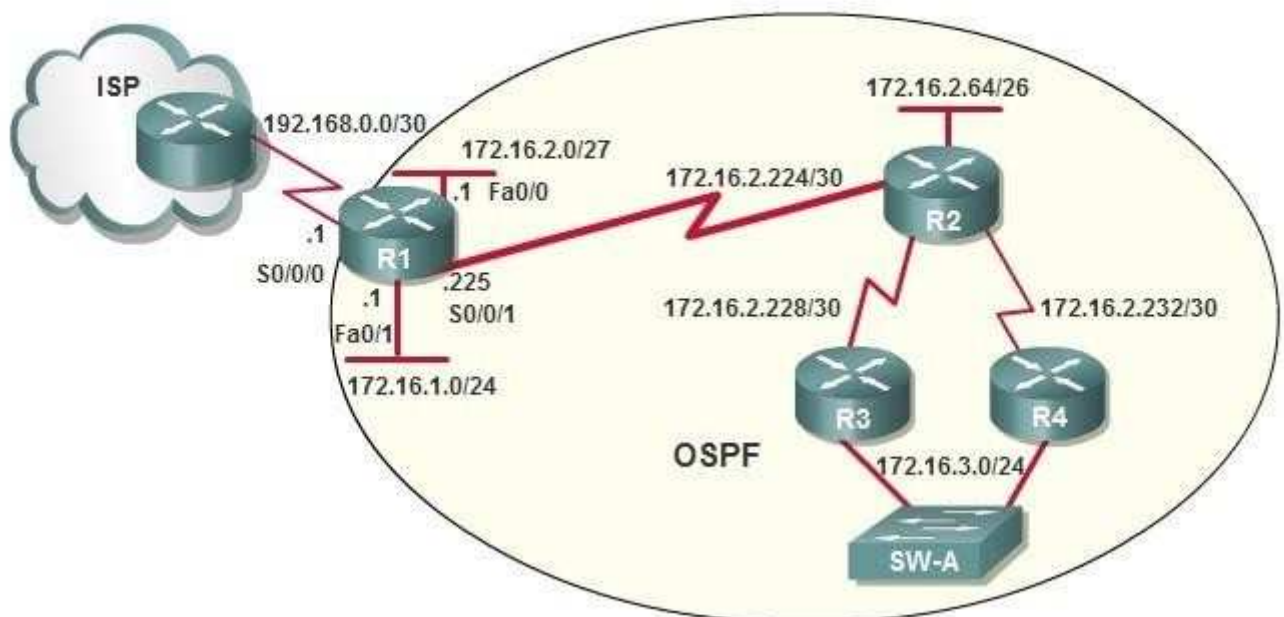 ISP
192.168.0.0/30
172.16.2.0/27
.1 Fa0/0
.1
S0/0/0
R1
.225
S0/0/1
.1
Fa0/1
172.16.1.0/24
172.16.2.224/30
172.16.2.64/26
R2
172.16.2.228/30
172.16.2.232/30
R3
R4
OSPF
172.16.3.0/24
SW-A